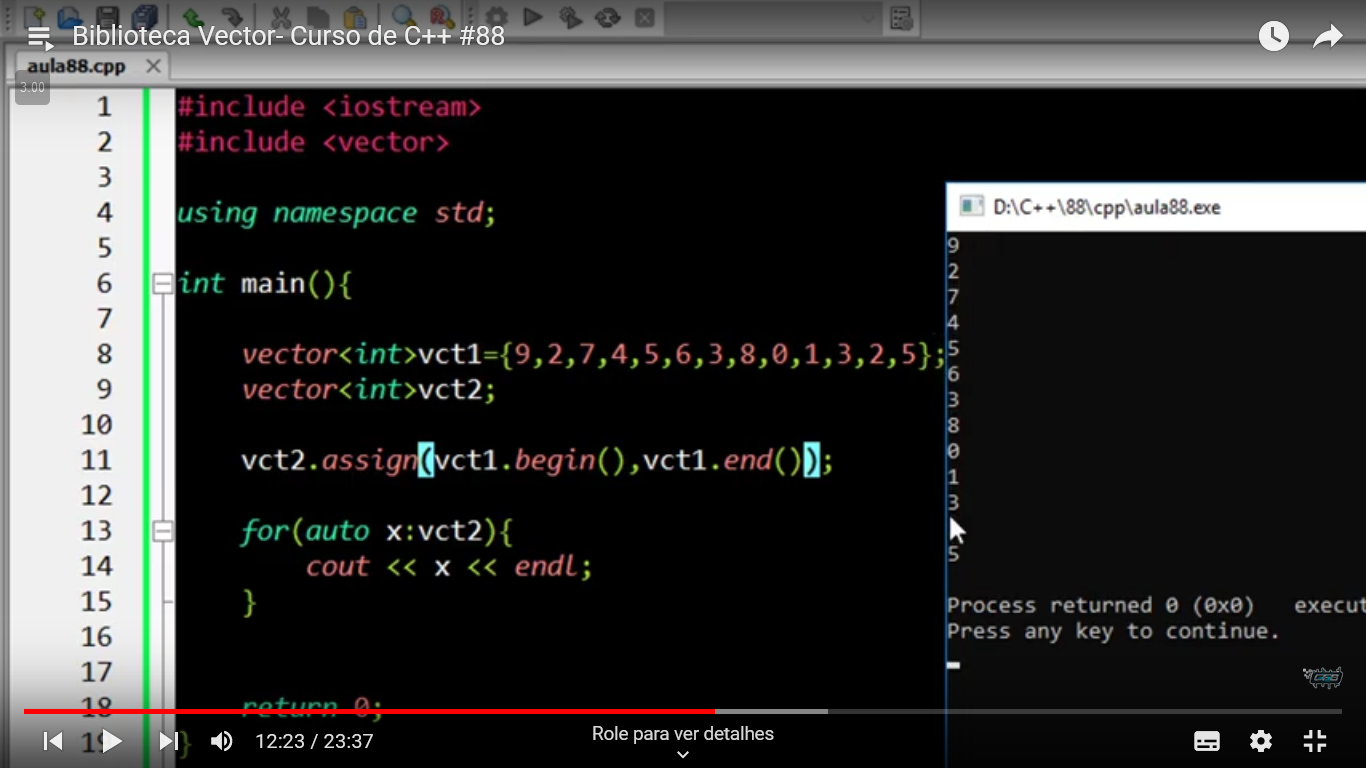 Biblioteca Vector- Curso de C++ #88
aula88.cpp
3.00
1 #include <iostream>
2 #include <vector>
3
4 using namespace std;
5
6 int main(){
7
8 vector<int>vct1={9,2,7,4,5,6,3,8,0,1,3,2,5};
9 vector<int>vct2;
10
11 vct2.assign(vct1.begin(),vct1.end());
12
13 for(auto x:vct2){
14 cout << x << endl;
15 }
16
17
18 return 0;
19 }
D:\C++\88\cpp\aula88.exe
9
2
7
4
5
6
3
8
0
1
3
5
Process returned 0 (0x0) execut
Press any key to continue.
CBG
12:23 / 23:37
Role para ver detalhes